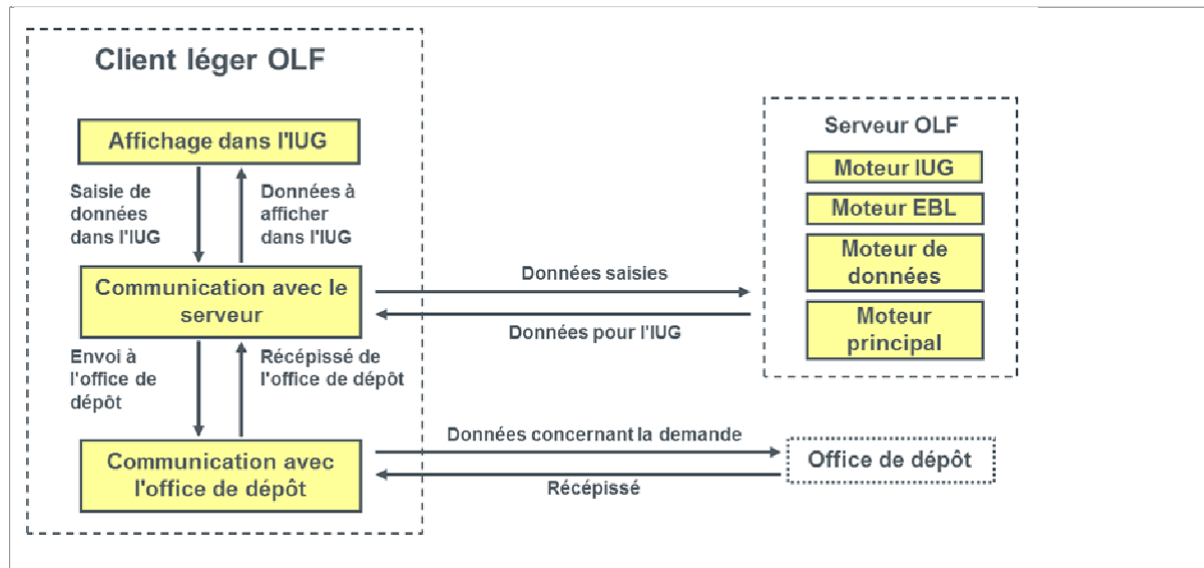 Client léger OLF
Affichage dans l'IUG
Saisie de
données
dans l'IUG
Données à
afficher
dans l'IUG
Communication avec le
serveur
Envoi à
l'office de
dépôt
Récépissé de
l'office de dépôt
Communication avec
l'office de dépôt
Données saisies
Données pour l'IUG
Données concernant la demande
Récépissé
Serveur OLF
Moteur IUG
Moteur EBL
Moteur de
données
Moteur
principal
Office de dépôt